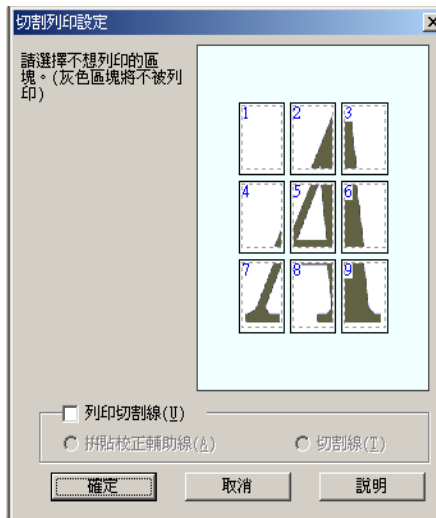 切割列印設定
請選擇不想列印的區
塊。(灰色區塊將不被列
印)
1 2 3
4 5 6
7 8 9
列印切割線(U)
拼貼校正輔助線(A) 切割線(T)
確定 取消 說明